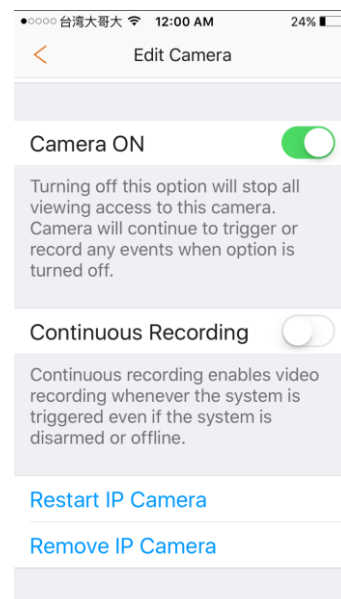 台湾大哥大 12:00 AM 24%
Edit Camera
Camera ON
Turning off this option will stop all
viewing access to this camera.
Camera will continue to trigger or
record any events when option is
turned off.
Continuous Recording
Continuous recording enables video
recording whenever the system is
triggered even if the system is
disarmed or offline.
Restart IP Camera
Remove IP Camera